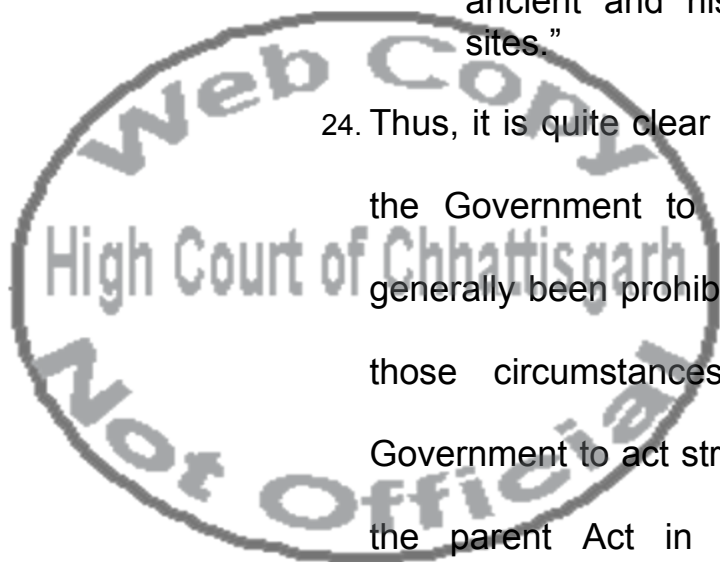 ancient and his
sites.”
24. Thus, it is quite clear
the Government to
generally been prohib
those circumstances
Government to act str
the parent Act in
Web Copy
High Court of Chhattisgarh
Not Official